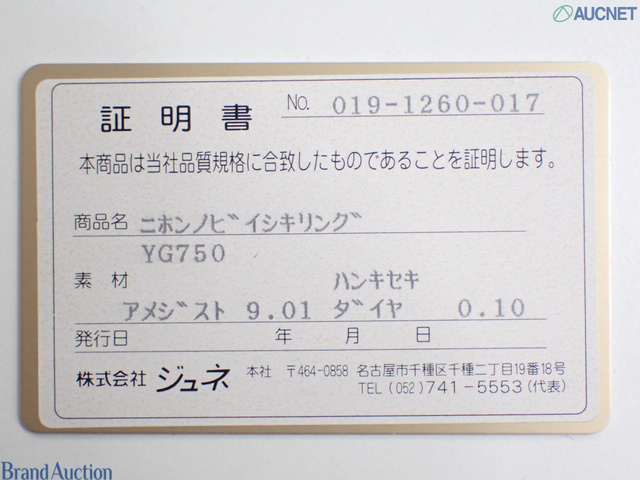 AUCNET
証明書 No. 019-1260-017
本商品は当社品質規格に合致したものであることを証明します。
商品名 ニホンノビイシキリング
YG750
素材 ハンキセキ
アメジスト 9.01 ダイヤ 0.10
発行日 年 月 日
株式会社 ジュネ 本社 〒464-0858 名古屋市千種区千種二丁目19番18号
TEL (052) 741-5553 (代表)
Brand Auction